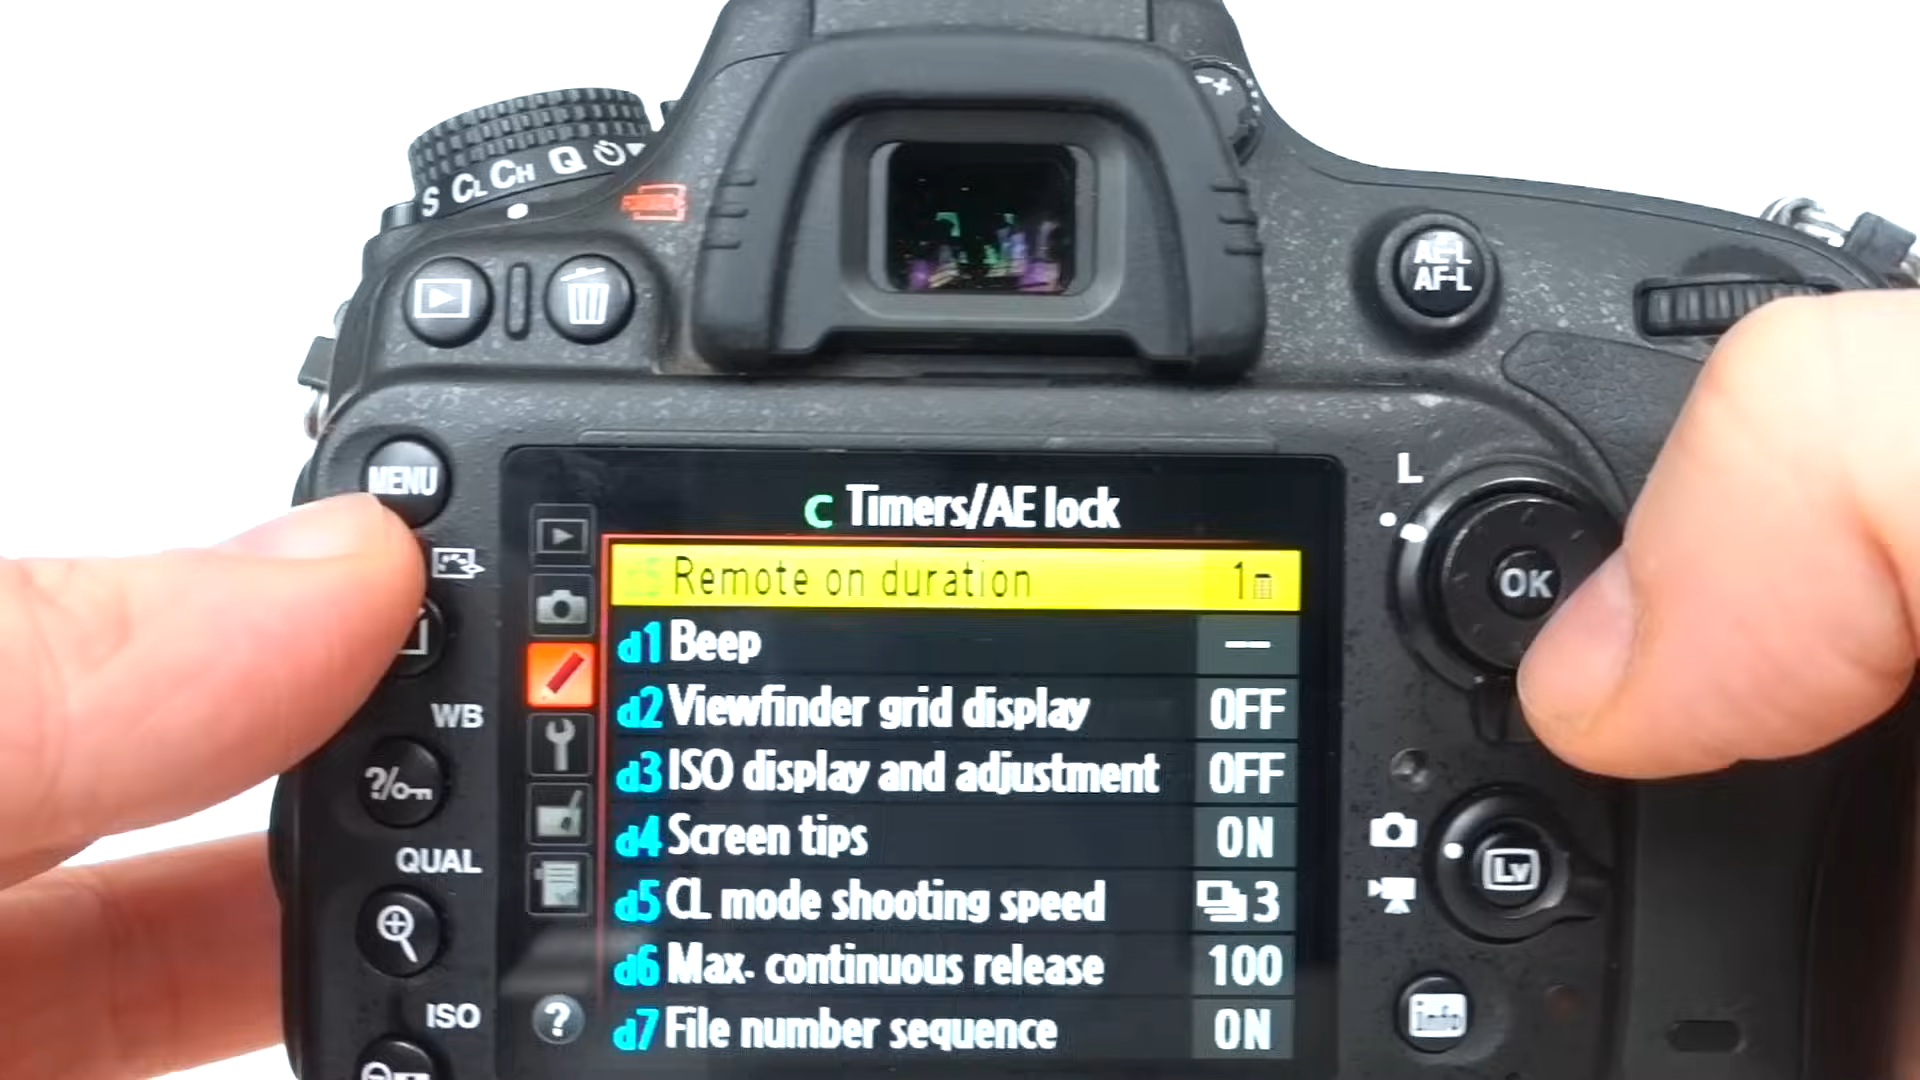 S CL CH Q
AE-L
AF-L
MENU
L
c Timers/AE lock
Remote on duration 1m
OK
d1 Beep --
WB
d2 Viewfinder grid display OFF
d3 ISO display and adjustment OFF
?
d4 Screen tips ON
QUAL
Lv
d5 CL mode shooting speed 3
d6 Max. continuous release 100
ISO
?
info
d7 File number sequence ON